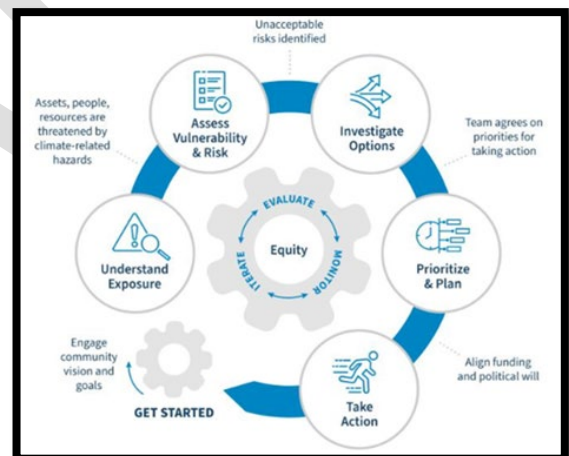 Unacceptable
risks identified
Assess
Vulnerability
& Risk
Investigate
Options
Assets, people,
resources are
threatened by
climate-related
hazards
Team agrees on
priorities for
taking action
EVALUATE
Equity
ITERATE
MONITOR
Understand
Exposure
Prioritize
& Plan
Engage
community
vision and
goals
GET STARTED
Take
Action
Align funding
and political will